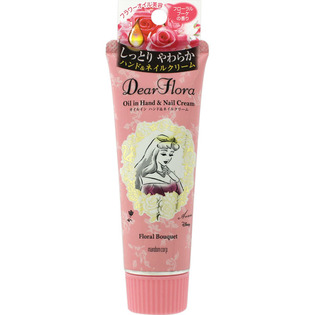 フラワーオイル美容
フローラル
ブーケ
の香り
しっとり やわらか
ハンド&ネイルクリーム
Dear Flora
Oil in Hand & Nail Cream
オイルイン ハンド&ネイルクリーム
Disney
Floral Bouquet
mandom corp.